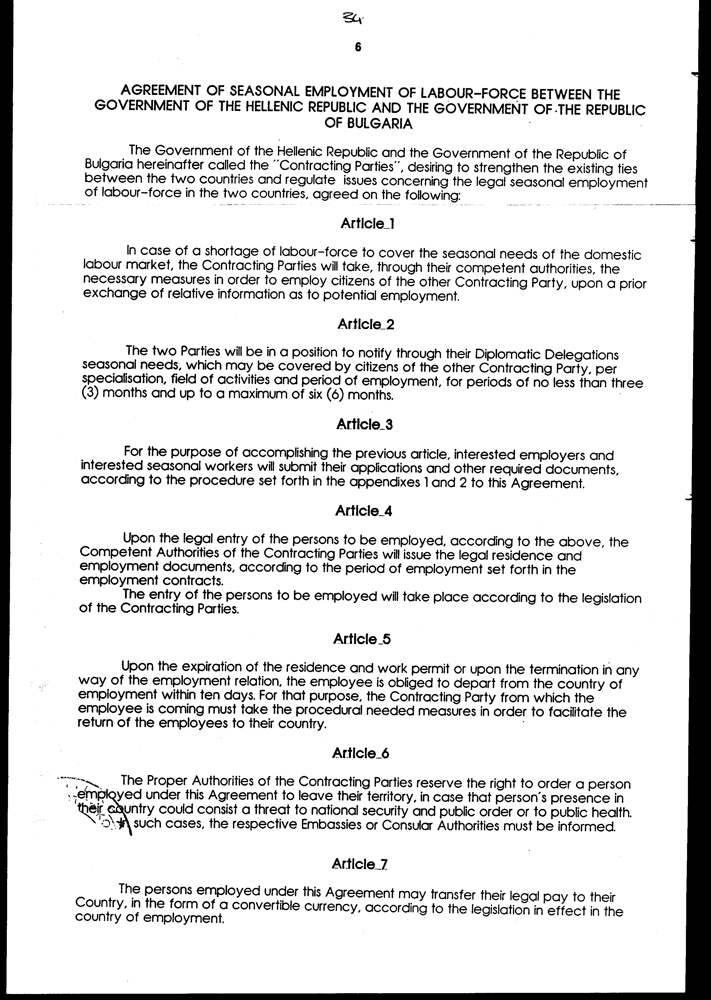 34
6
AGREEMENT OF SEASONAL EMPLOYMENT OF LABOUR-FORCE BETWEEN THE
GOVERNMENT OF THE HELLENIC REPUBLIC AND THE GOVERNMENT OF THE REPUBLIC
OF BULGARIA
The Government of the Hellenic Republic and the Government of the Republic of
Bulgaria hereinafter called the "Contracting Parties", desiring to strengthen the existing ties
between the two countries and regulate issues concerning the legal seasonal employment
of labour-force in the two countries, agreed on the following:
Article 1
In case of a shortage of labour-force to cover the seasonal needs of the domestic
labour market, the Contracting Parties will take, through their competent authorities, the
necessary measures in order to employ citizens of the other Contracting Party, upon a prior
exchange of relative information as to potential employment.
Article 2
The two Parties will be in a position to notify through their Diplomatic Delegations
seasonal needs, which may be covered by citizens of the other Contracting Party, per
specialisation, field of activities and period of employment, for periods of no less than three
(3) months and up to a maximum of six (6) months.
Article 3
For the purpose of accomplishing the previous article, interested employers and
interested seasonal workers will submit their applications and other required documents,
according to the procedure set forth in the appendixes 1 and 2 to this Agreement.
Article 4
Upon the legal entry of the persons to be employed, according to the above, the
Competent Authorities of the Contracting Parties will issue the legal residence and
employment documents, according to the period of employment set forth in the
employment contracts.
The entry of the persons to be employed will take place according to the legislation
of the Contracting Parties.
Article 5
Upon the expiration of the residence and work permit or upon the termination in any
way of the employment relation, the employee is obliged to depart from the country of
employment within ten days. For that purpose, the Contracting Party from which the
employee is coming must take the procedural needed measures in order to facilitate the
return of the employees to their country.
Article 6
The Proper Authorities of the Contracting Parties reserve the right to order a person
employed under this Agreement to leave their territory, in case that person's presence in
their country could consist a threat to national security and public order or to public health.
such cases, the respective Embassies or Consular Authorities must be informed.
Article 7
The persons employed under this Agreement may transfer their legal pay to their
Country, in the form of a convertible currency, according to the legislation in effect in the
country of employment.